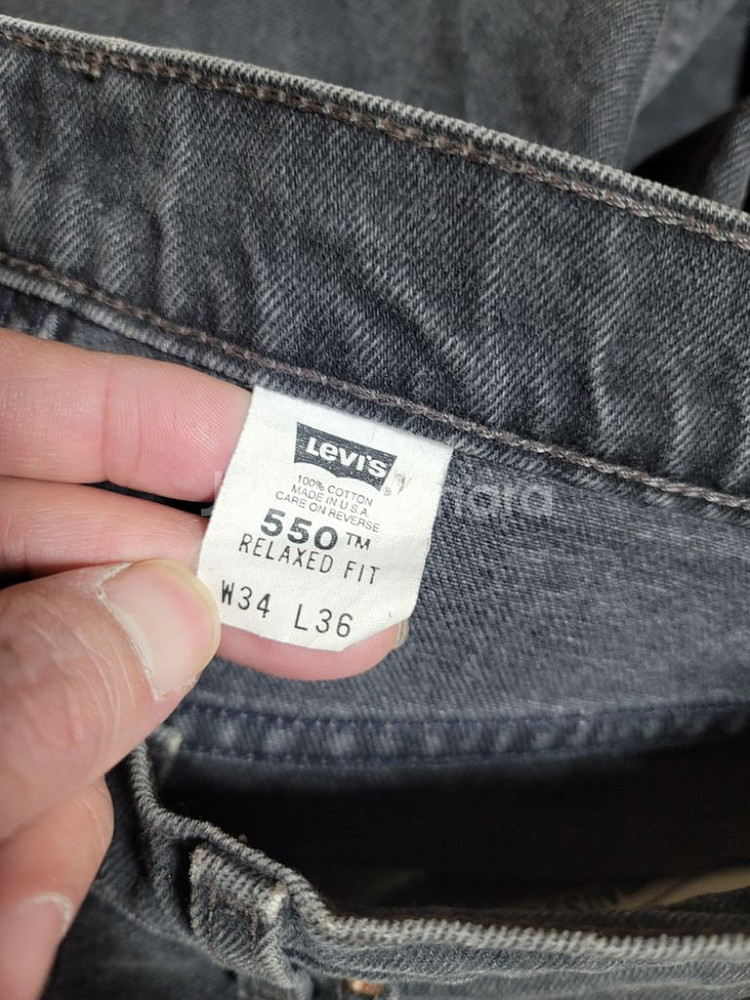 Levi's
®
100% COTTON
MADE IN U.S.A.
CARE ON REVERSE
550™
RELAXED FIT
W34 L36